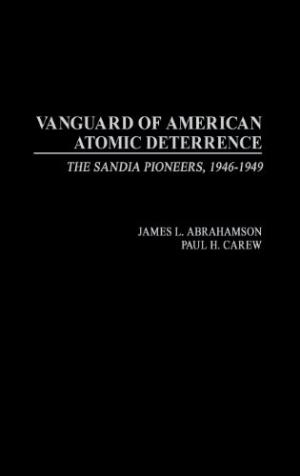 VANGUARD OF AMERICAN
ATOMIC DETERRENCE
THE SANDIA PIONEERS, 1946-1949
JAMES L. ABRAHAMSON
PAUL H. CAREW